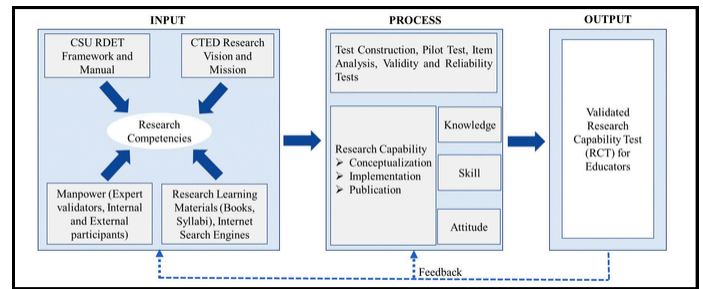 INPUT
PROCESS
OUTPUT
CSU RDET
Framework and
Manual
CTED Research
Vision and
Mission
Research
Competencies
Manpower (Expert
validators, Internal
and External
participants)
Research Learning
Materials (Books,
Syllabi), Internet
Search Engines
Test Construction, Pilot Test, Item
Analysis, Validity and Reliability
Tests
Research Capability
➢ Conceptualization
➢ Implementation
➢ Publication
Knowledge
Skill
Attitude
Validated
Research
Capability Test
(RCT) for
Educators
Feedback